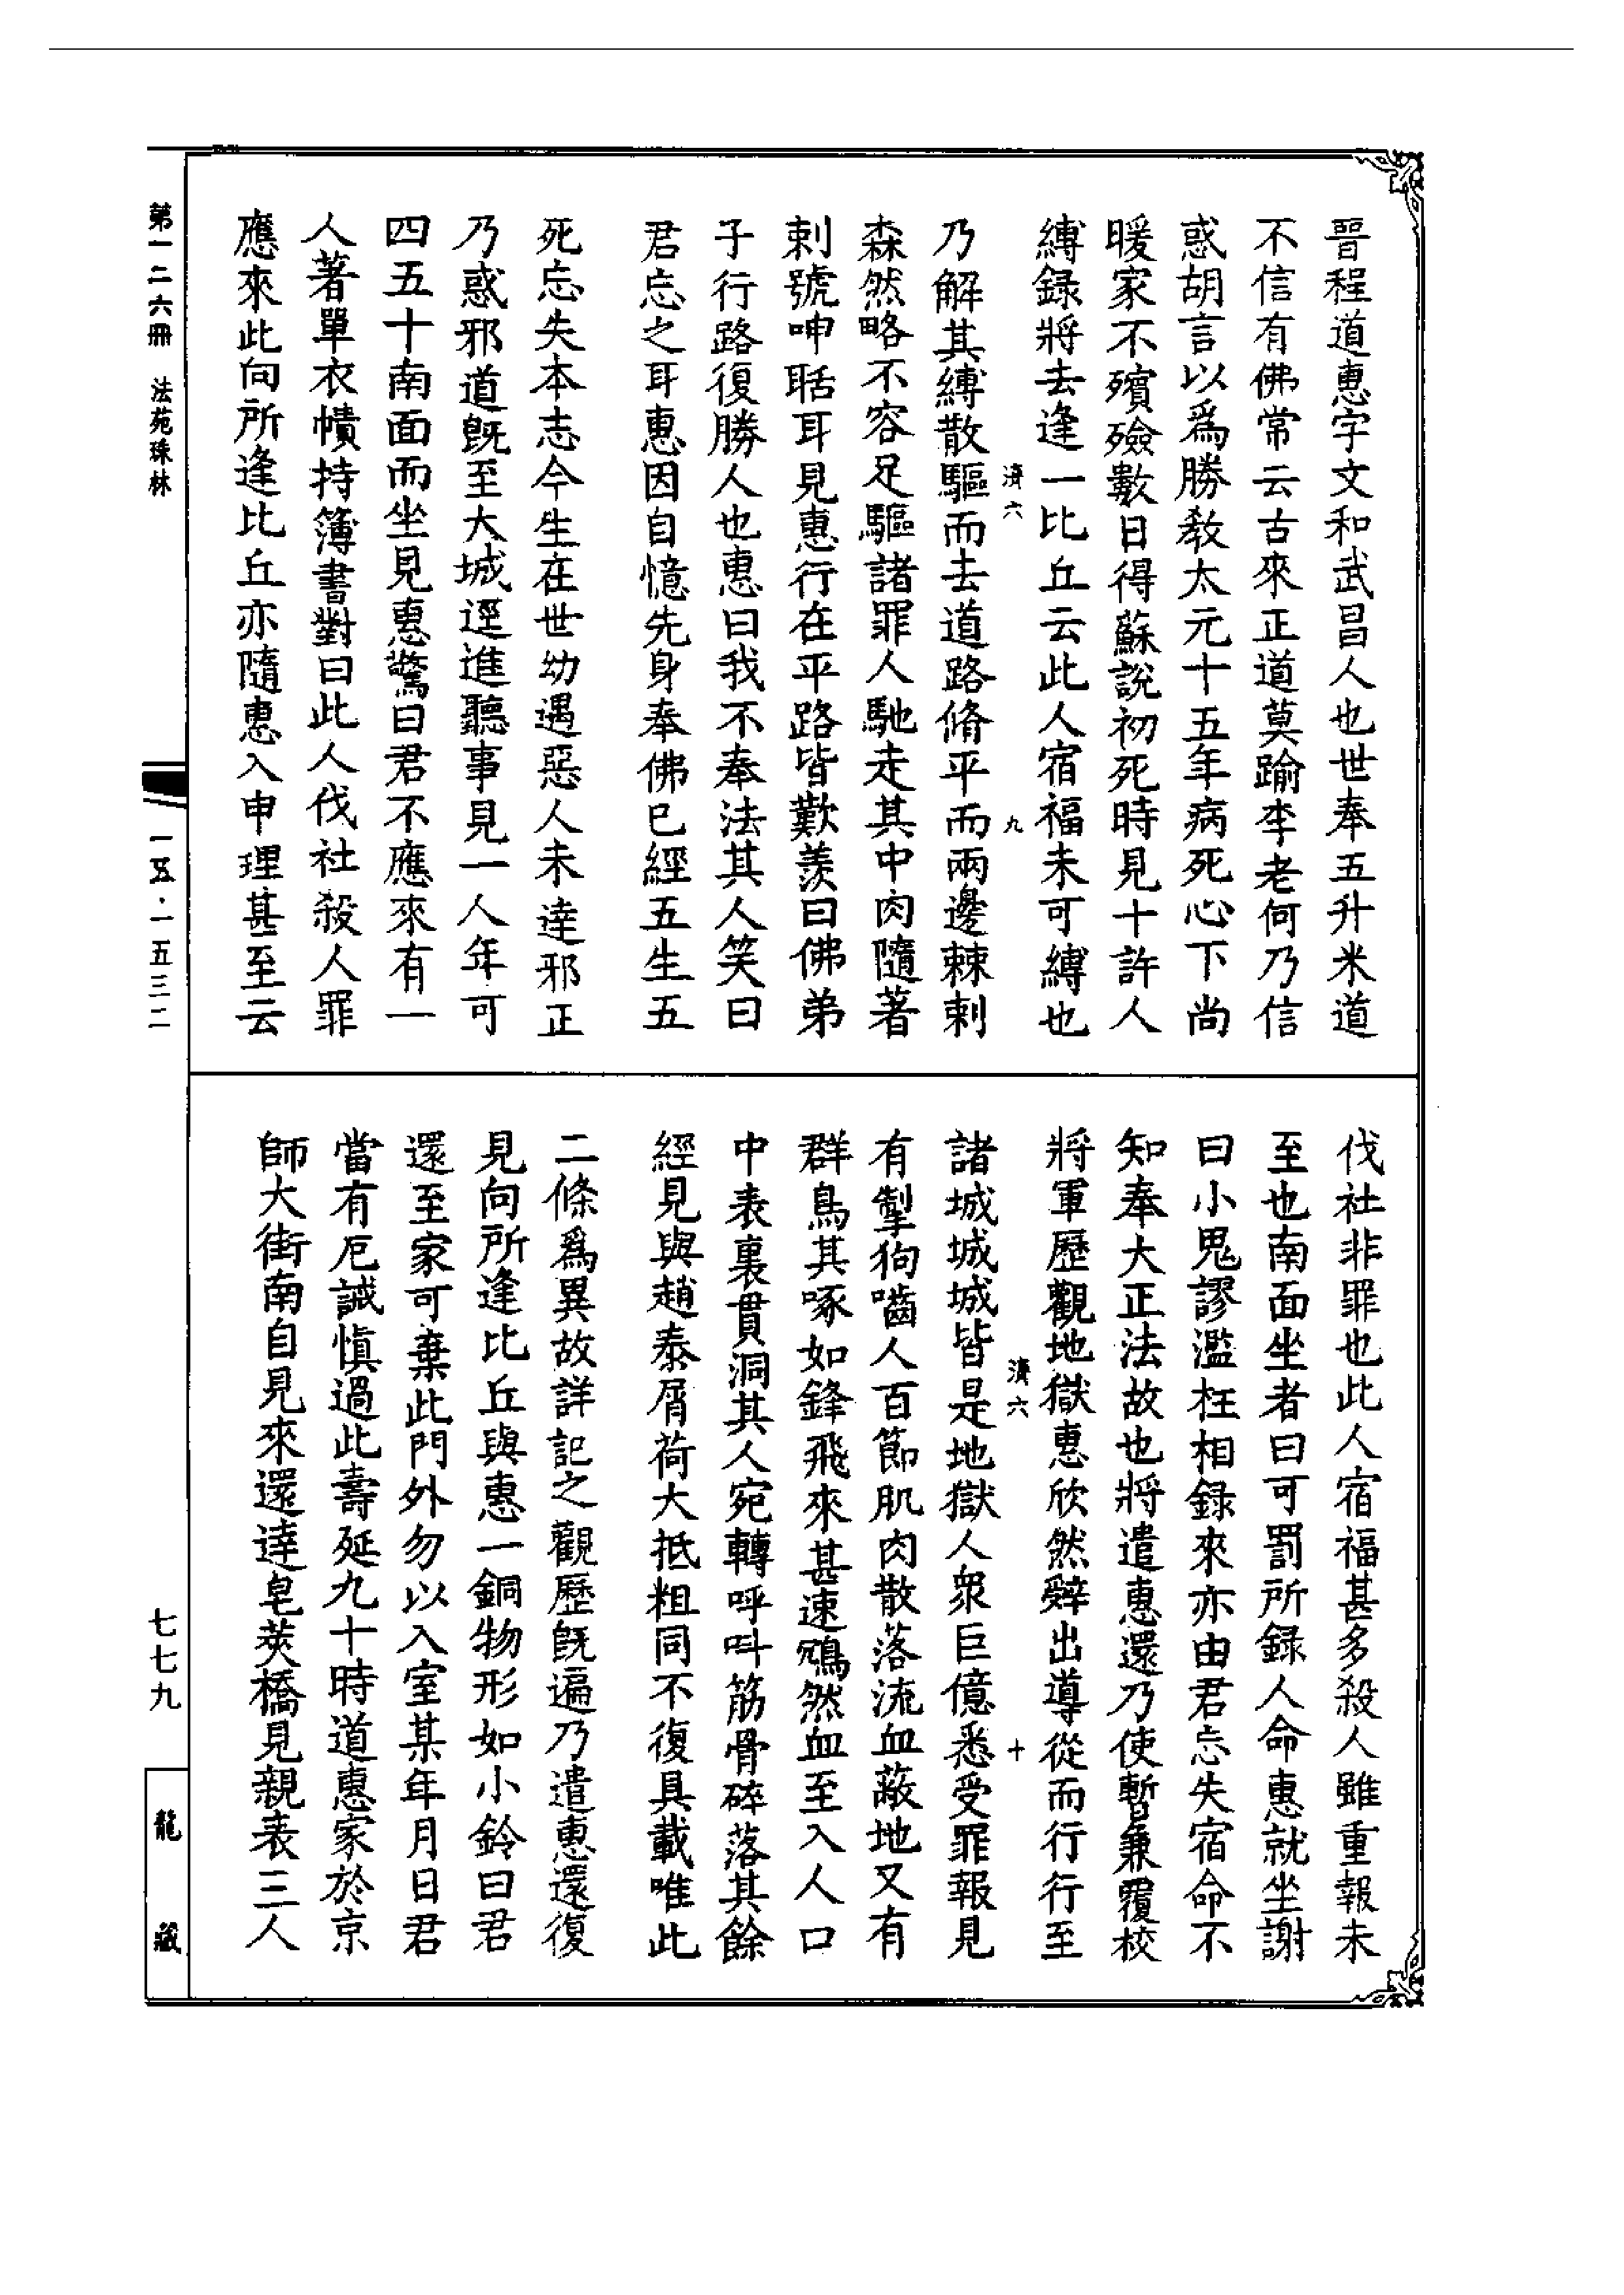 晉程道惠字文和武昌人也世奉五升米道
不信有佛常云古來正道莫踰李老何乃信
惑胡言以為勝教太元十五年病死心下尚
暖家不殯殮數日得蘇說初死時見十許人
縛錄將去逢一比丘云此人宿福未可縛也
濟六 九
乃解其縛散驅而去道路脩平而兩邊棘刺
森然略不容足驅諸罪人馳走其中肉隨著
刺號呻聒耳見惠行在平路皆歎羨曰佛弟
子行路復勝人也惠曰我不奉法其人笑曰
君忘之耳惠因自憶先身奉佛已經五生五
死忘失本志今生在世幼遇惡人未達邪正
乃惑邪道既至大城逕進聽事見一人年可
四五十南面而坐見惠驚曰君不應來有一
人著單衣幘持簿書對曰此人伐社殺人罪
應來此向所逢比丘亦隨惠入申理甚至云
伐社非罪也此人宿福甚多殺人雖重報未
至也南面坐者曰可罰所錄人命惠就坐謝
曰小鬼謬濫枉相錄來亦由君忘失宿命不
知奉大正法故也將遣惠還乃使暫兼覆校
將軍歷觀地獄惠欣然辭出導從而行行至
濟六 十
諸城城城皆是地獄人眾巨億悉受罪報見
有掣狗嚙人百節肌肉散落流血蔽地又有
群鳥其啄如鋒飛來甚速鴆然血至入人口
中表裏貫洞其人宛轉呼叫筋骨碎落其餘
經見與趙泰屑荷大抵粗同不復具載唯此
二條為異故詳記之觀歷既遍乃遣惠還復
見向所逢比丘與惠一銅物形如小鈴曰君
還至家可棄此門外勿以入室某年月日君
當有厄誡慎過此壽延九十時道惠家於京
師大街南自見來還達皂莢橋見親表三人
第一二六冊 法苑珠林
一五・一五三二
七七九
龍藏